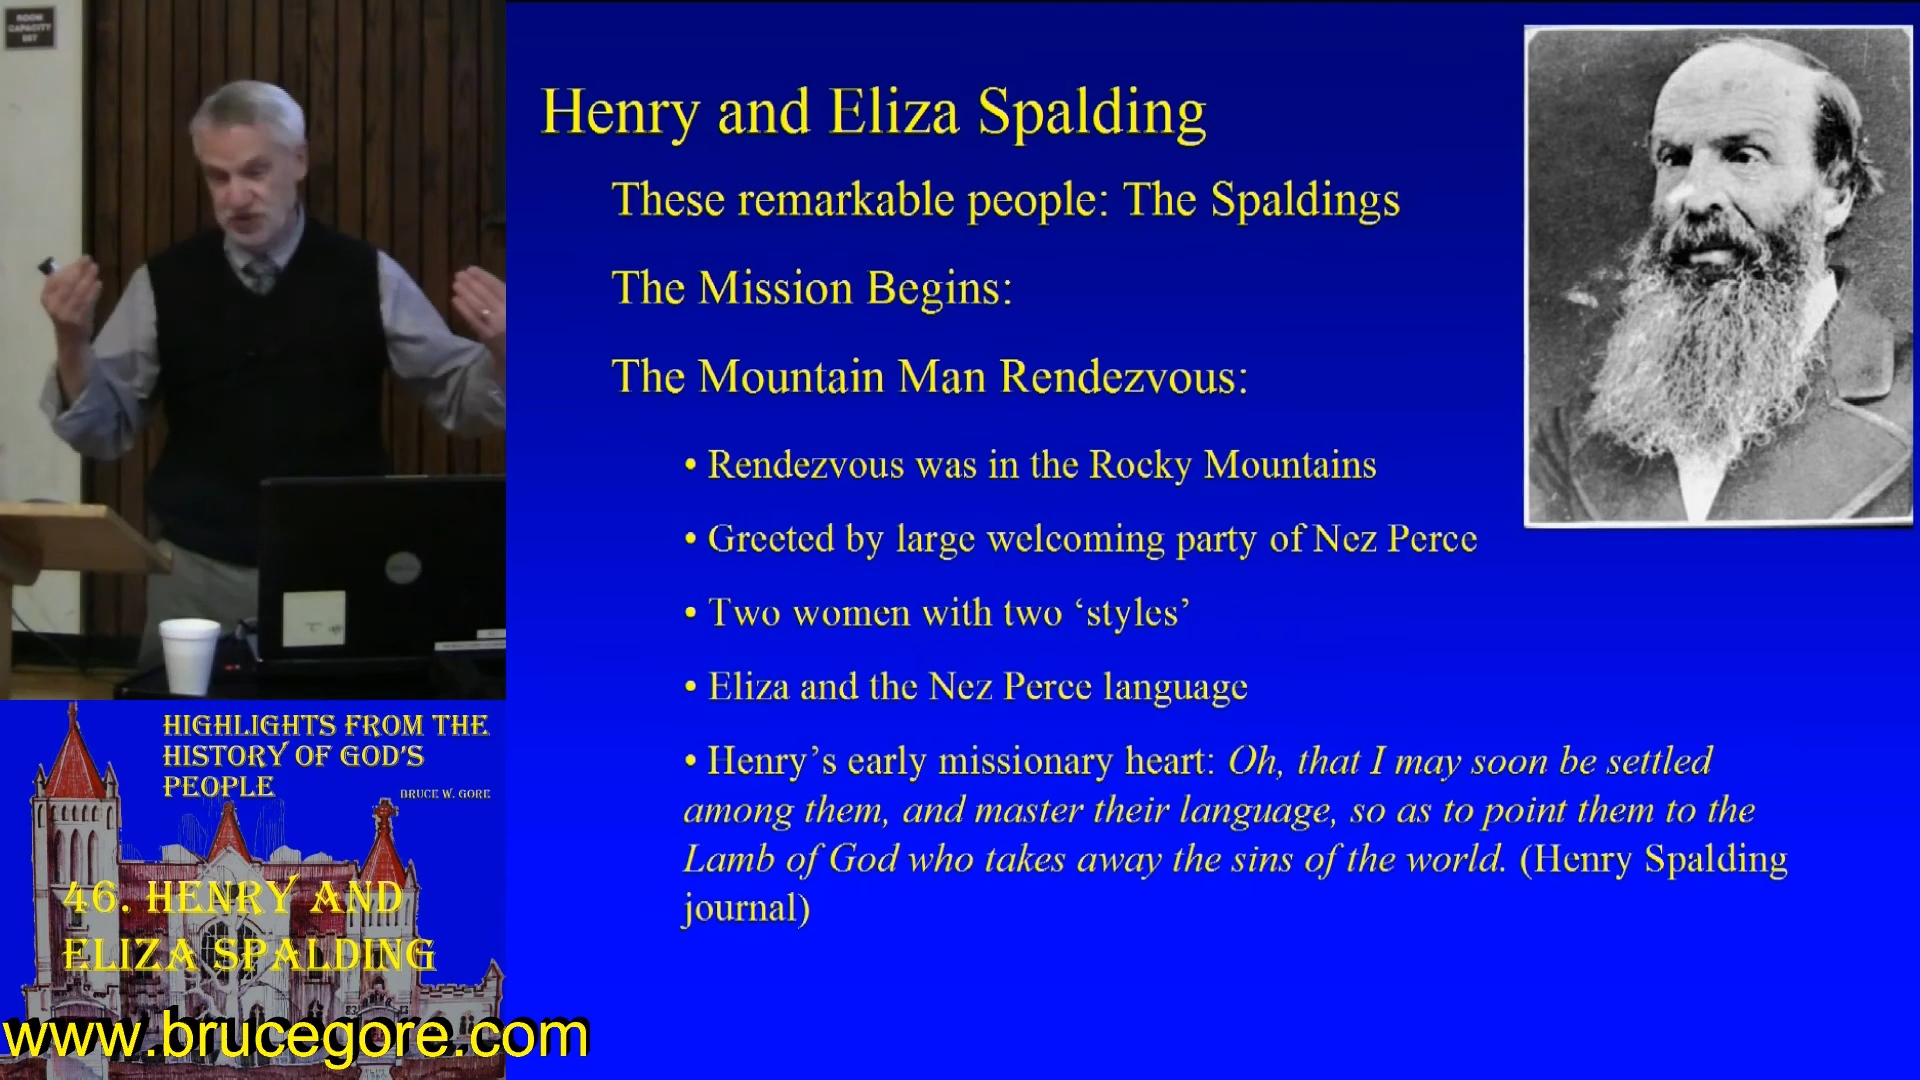 ROOM
CAPACITY
Henry and Eliza Spalding
These remarkable people: The Spaldings
The Mission Begins:
The Mountain Man Rendezvous:
• Rendezvous was in the Rocky Mountains
• Greeted by large welcoming party of Nez Perce
• Two women with two ‘styles’
• Eliza and the Nez Perce language
• Henry’s early missionary heart: Oh, that I may soon be settled
among them, and master their language, so as to point them to the
Lamb of God who takes away the sins of the world. (Henry Spalding
journal)
HIGHLIGHTS FROM THE
HISTORY OF GOD'S
PEOPLE
BRUCE W. GORE
46. HENRY AND
ELIZA SPALDING
www.brucegore.com